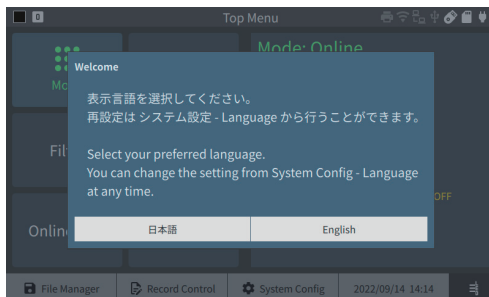 0
Top Menu
Mode: Online
Welcome
表示言語を選択してください。
再設定は システム設定 - Language から行うことができます。
Select your preferred language.
You can change the setting from System Config - Language
at any time.
OFF
日本語
English
File Manager
Record Control
System Config
2022/09/14 14:14